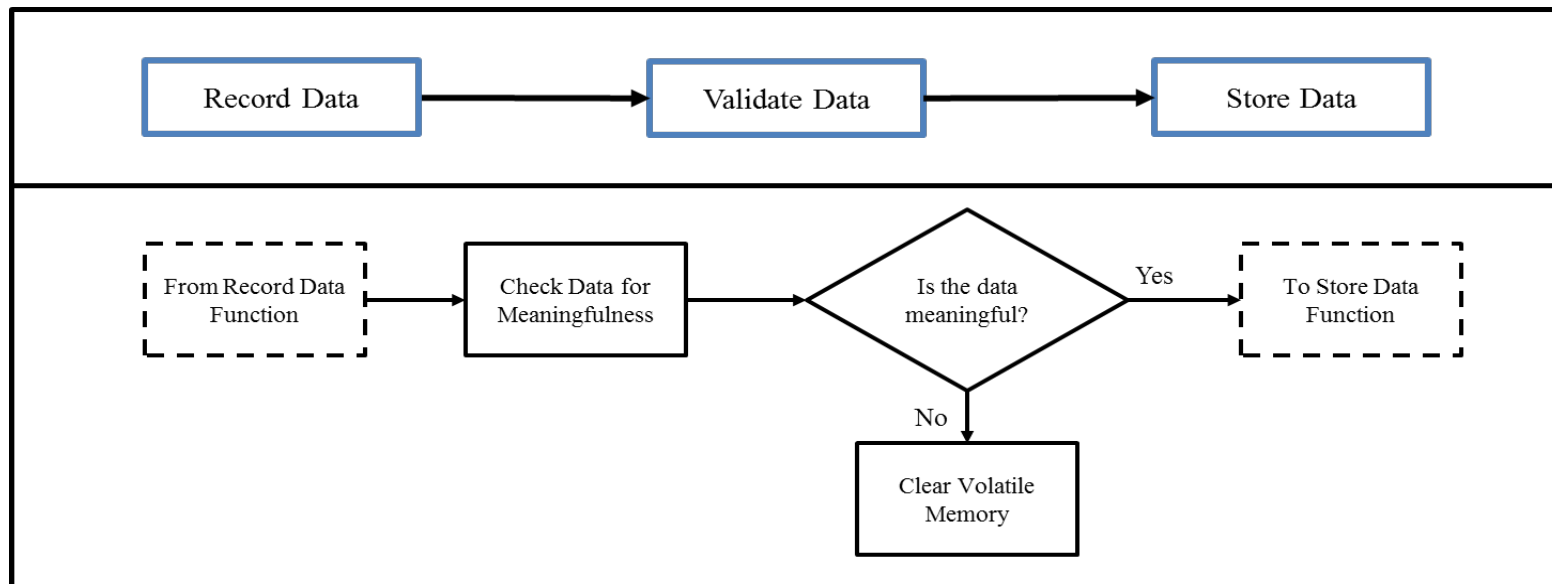 Record Data
Validate Data
Store Data
From Record Data
Function
Check Data for
Meaningfulness
Is the data
meaningful?
Yes
To Store Data
Function
No
Clear Volatile
Memory